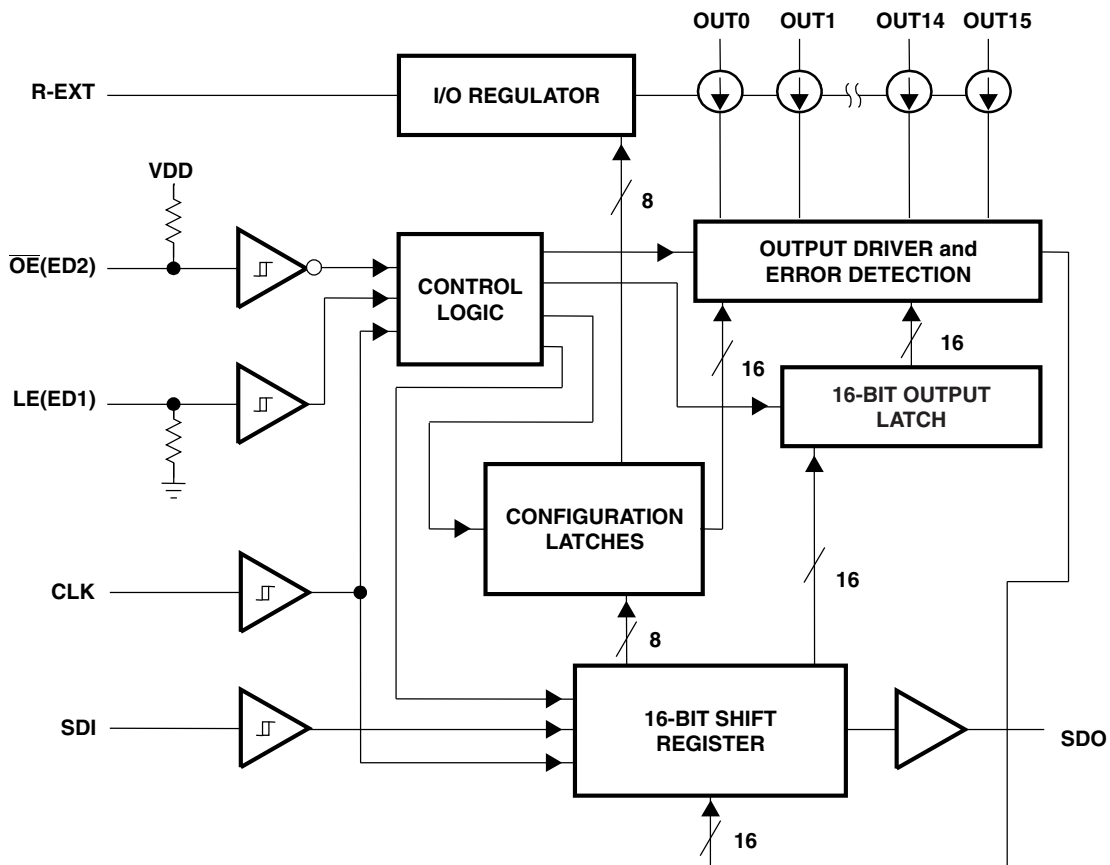 OUT0 OUT1 OUT14 OUT15
R-EXT
I/O REGULATOR
VDD
8
OE(ED2)
CONTROL
LOGIC
OUTPUT DRIVER and
ERROR DETECTION
16
16
LE(ED1)
16-BIT OUTPUT
LATCH
CONFIGURATION
LATCHES
CLK
16
8
SDI
16-BIT SHIFT
REGISTER
SDO
16